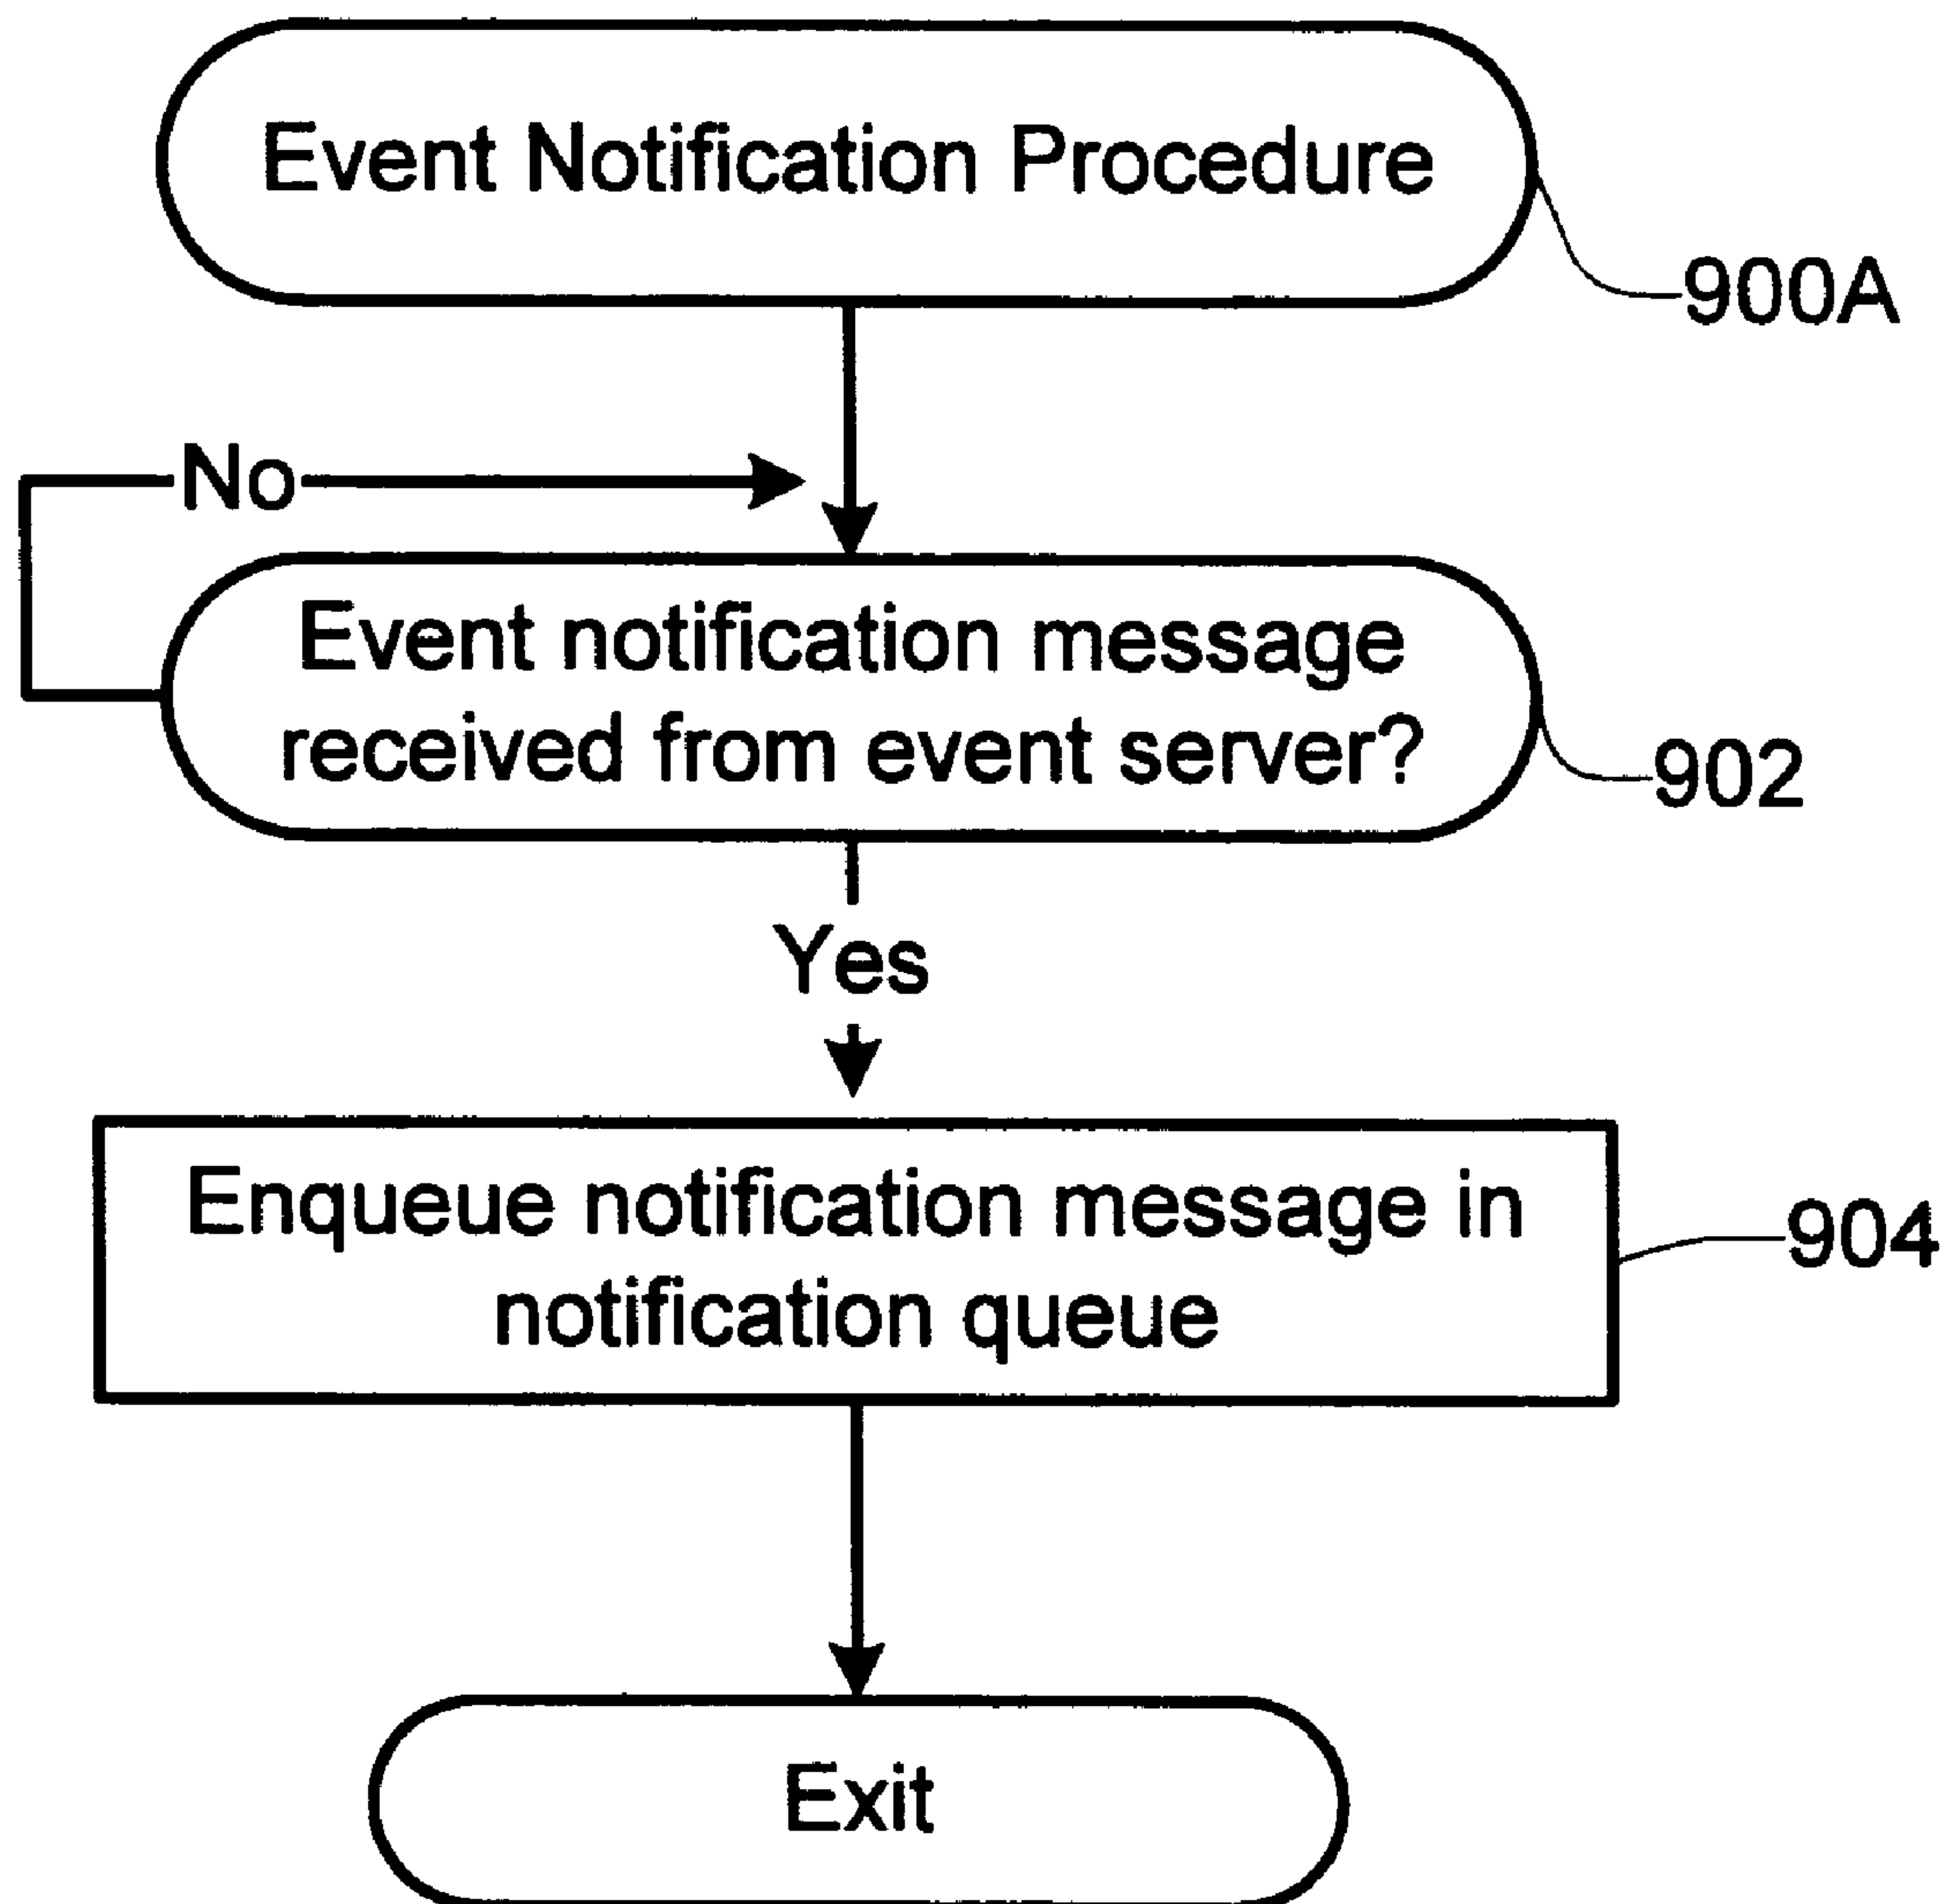 Event Notification Procedure
900A
No
Event notification message
received from event server?
902
Yes
Enqueue notification message in
notification queue
904
Exit